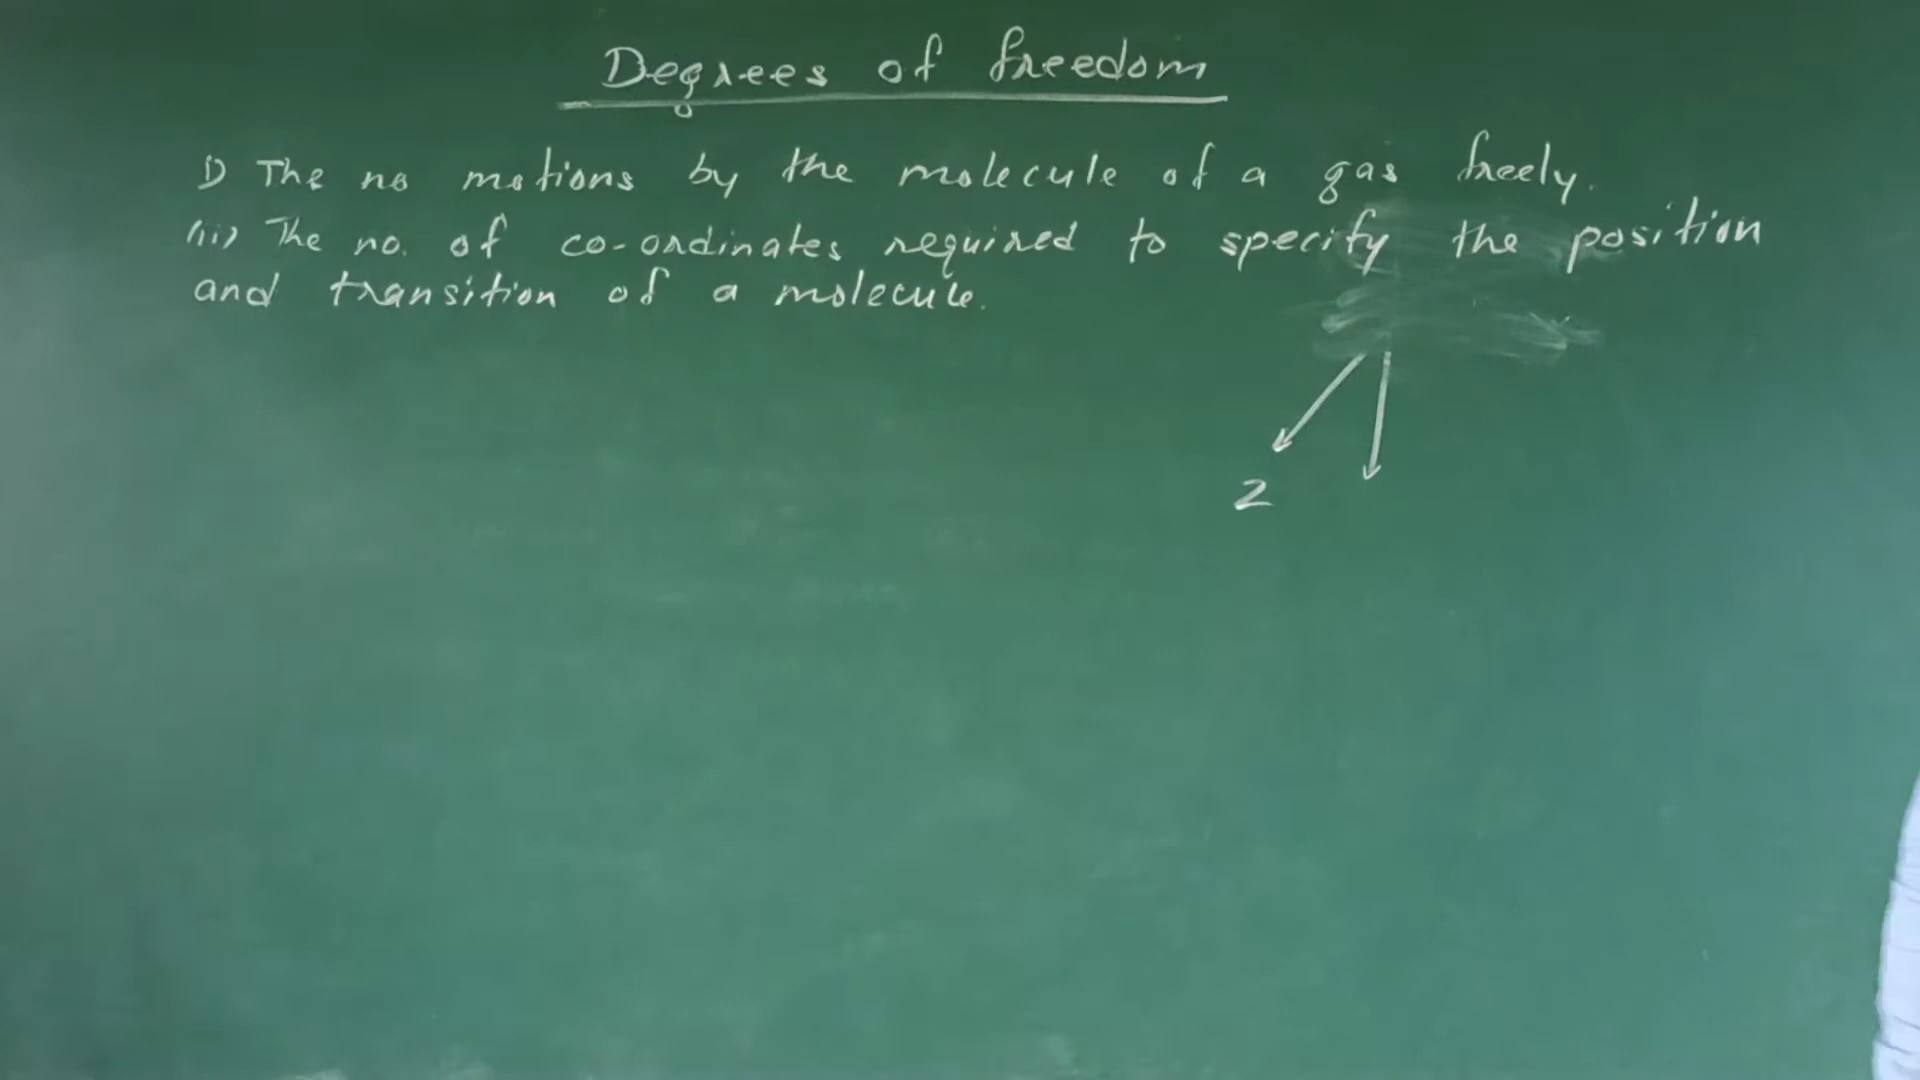 Degrees of freedom
i) The no motions by the molecule of a gas freely.
(ii) The no. of co-ordinates required to specify the position
and transition of a molecule.
2